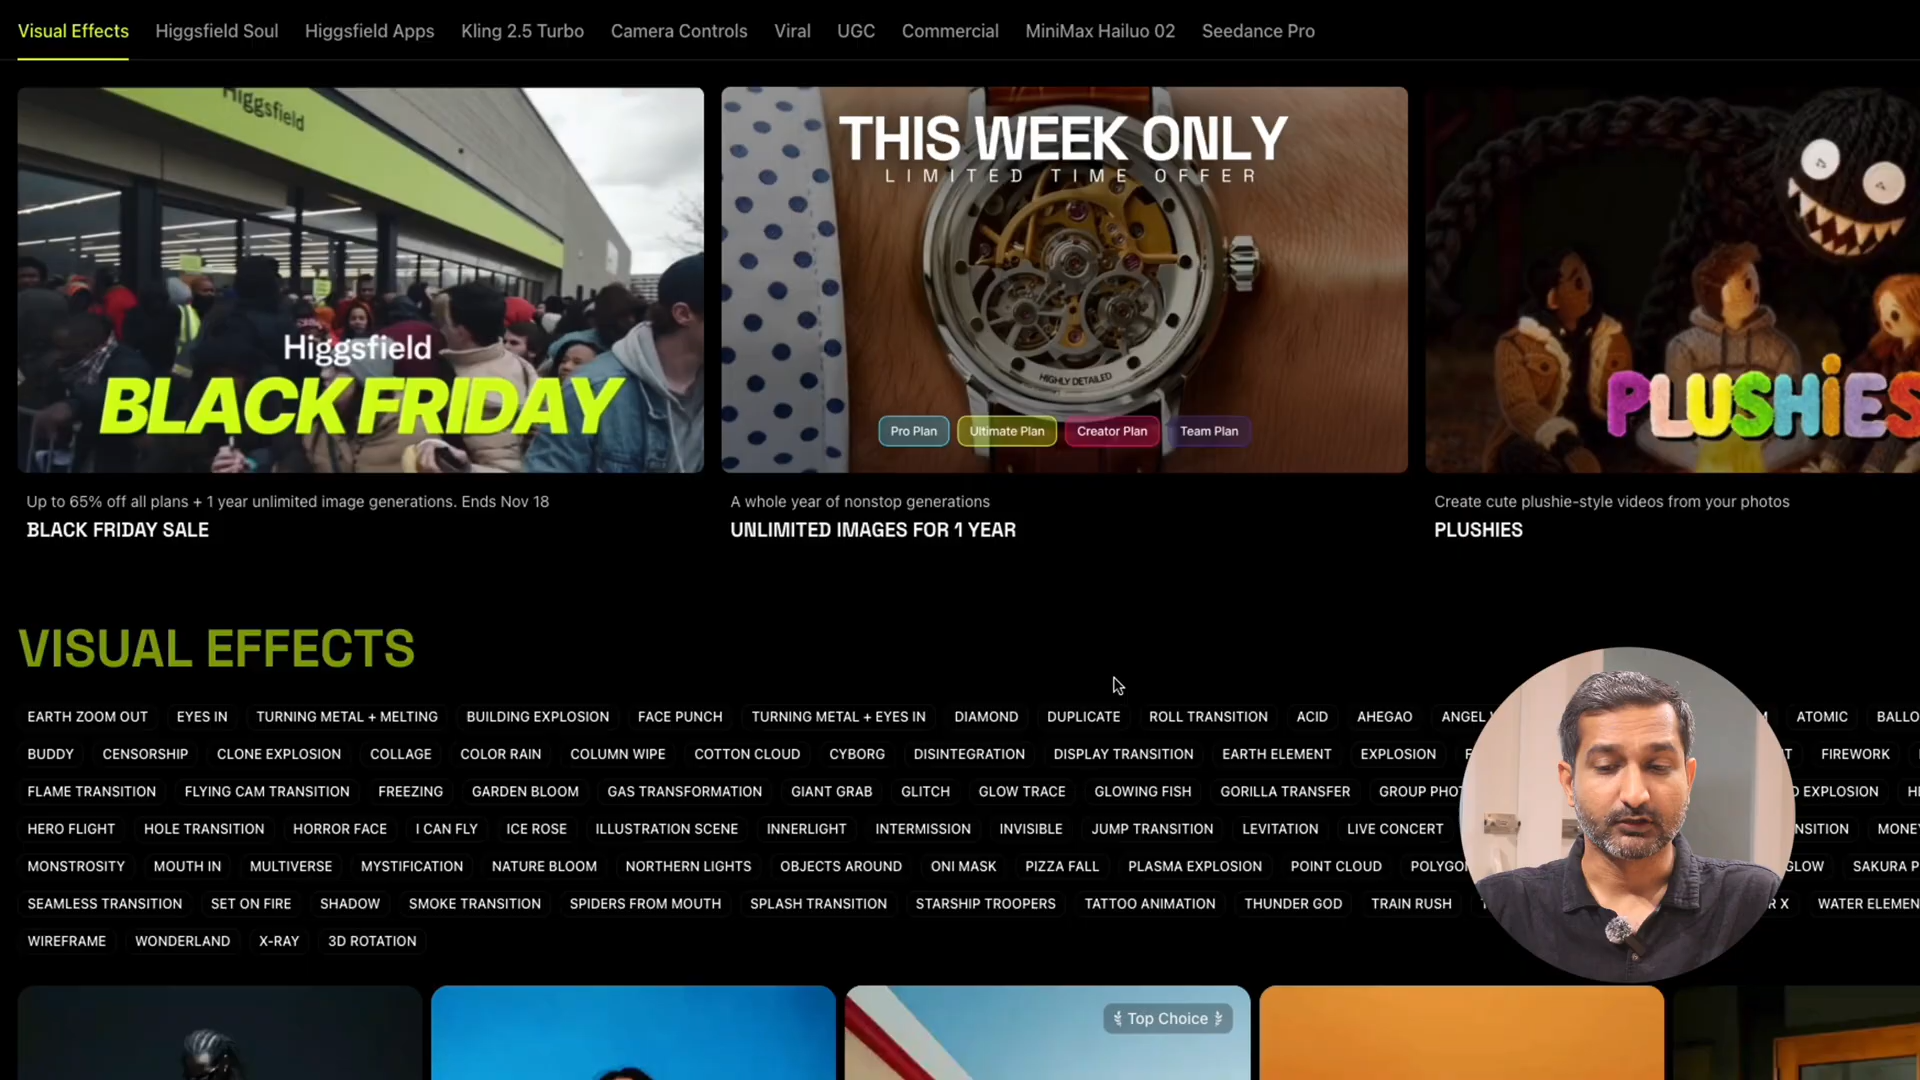 Visual Effects Higgsfield Soul Higgsfield Apps Kling 2.5 Turbo Camera Controls Viral UGC Commercial MiniMax Hailuo 02 Seedance Pro
Higgsfield
Higgsfield
BLACK FRIDAY
Up to 65% off all plans + 1 year unlimited image generations. Ends Nov 18
BLACK FRIDAY SALE
THIS WEEK ONLY
LIMITED TIME OFFER
HIGHLY DETAILED
Pro Plan Ultimate Plan Creator Plan Team Plan
A whole year of nonstop generations
UNLIMITED IMAGES FOR 1 YEAR
PLUSHIES
Create cute plushie-style videos from your photos
PLUSHIES
VISUAL EFFECTS
EARTH ZOOM OUT EYES IN TURNING METAL + MELTING BUILDING EXPLOSION FACE PUNCH TURNING METAL + EYES IN DIAMOND DUPLICATE ROLL TRANSITION ACID AHEGAO ANGEL ATOMIC
BUDDY CENSORSHIP CLONE EXPLOSION COLLAGE COLOR RAIN COLUMN WIPE COTTON CLOUD CYBORG DISINTEGRATION DISPLAY TRANSITION EARTH ELEMENT EXPLOSION FIREWORK
FLAME TRANSITION FLYING CAM TRANSITION FREEZING GARDEN BLOOM GAS TRANSFORMATION GIANT GRAB GLITCH GLOW TRACE GLOWING FISH GORILLA TRANSFER GROUP EXPLOSION
HERO FLIGHT HOLE TRANSITION HORROR FACE I CAN FLY ICE ROSE ILLUSTRATION SCENE INNERLIGHT INTERMISSION INVISIBLE JUMP TRANSITION LEVITATION LIVE CONCERT
MONSTROSITY MOUTH IN MULTIVERSE MYSTIFICATION NATURE BLOOM NORTHERN LIGHTS OBJECTS AROUND ONI MASK PIZZA FALL PLASMA EXPLOSION POINT CLOUD GLOW SAKURA
SEAMLESS TRANSITION SET ON FIRE SHADOW SMOKE TRANSITION SPIDERS FROM MOUTH SPLASH TRANSITION STARSHIP TROOPERS TATTOO ANIMATION THUNDER GOD TRAIN RUSH WATER
WIREFRAME WONDERLAND X-RAY 3D ROTATION
Top Choice